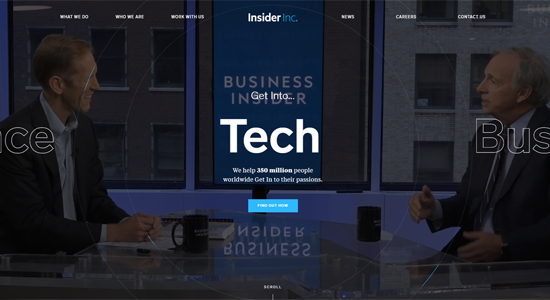 WHAT WE DO
WHO WE ARE
WORK WITH US
Insider Inc.
NEWS
CAREERS
CONTACT US
BUSINESS
INSIDER
Get Into...
nce
Tech
Bus
We help 350 million people
worldwide Get In to their passions.
FIND OUT NOW
INSIDER
BUSINESS
SCROLL